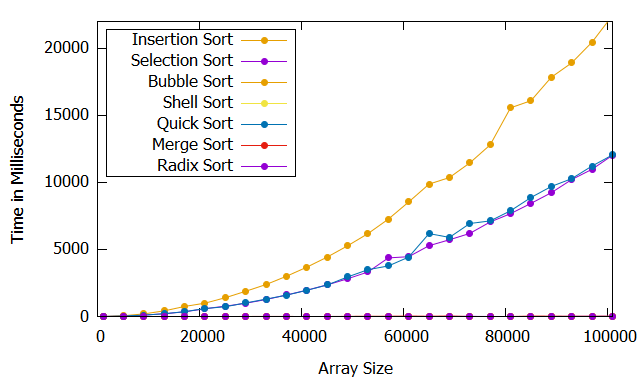 20000
15000
10000
5000
0
Time in Milliseconds
Insertion Sort
Selection Sort
Bubble Sort
Shell Sort
Quick Sort
Merge Sort
Radix Sort
0 20000 40000 60000 80000 100000
Array Size